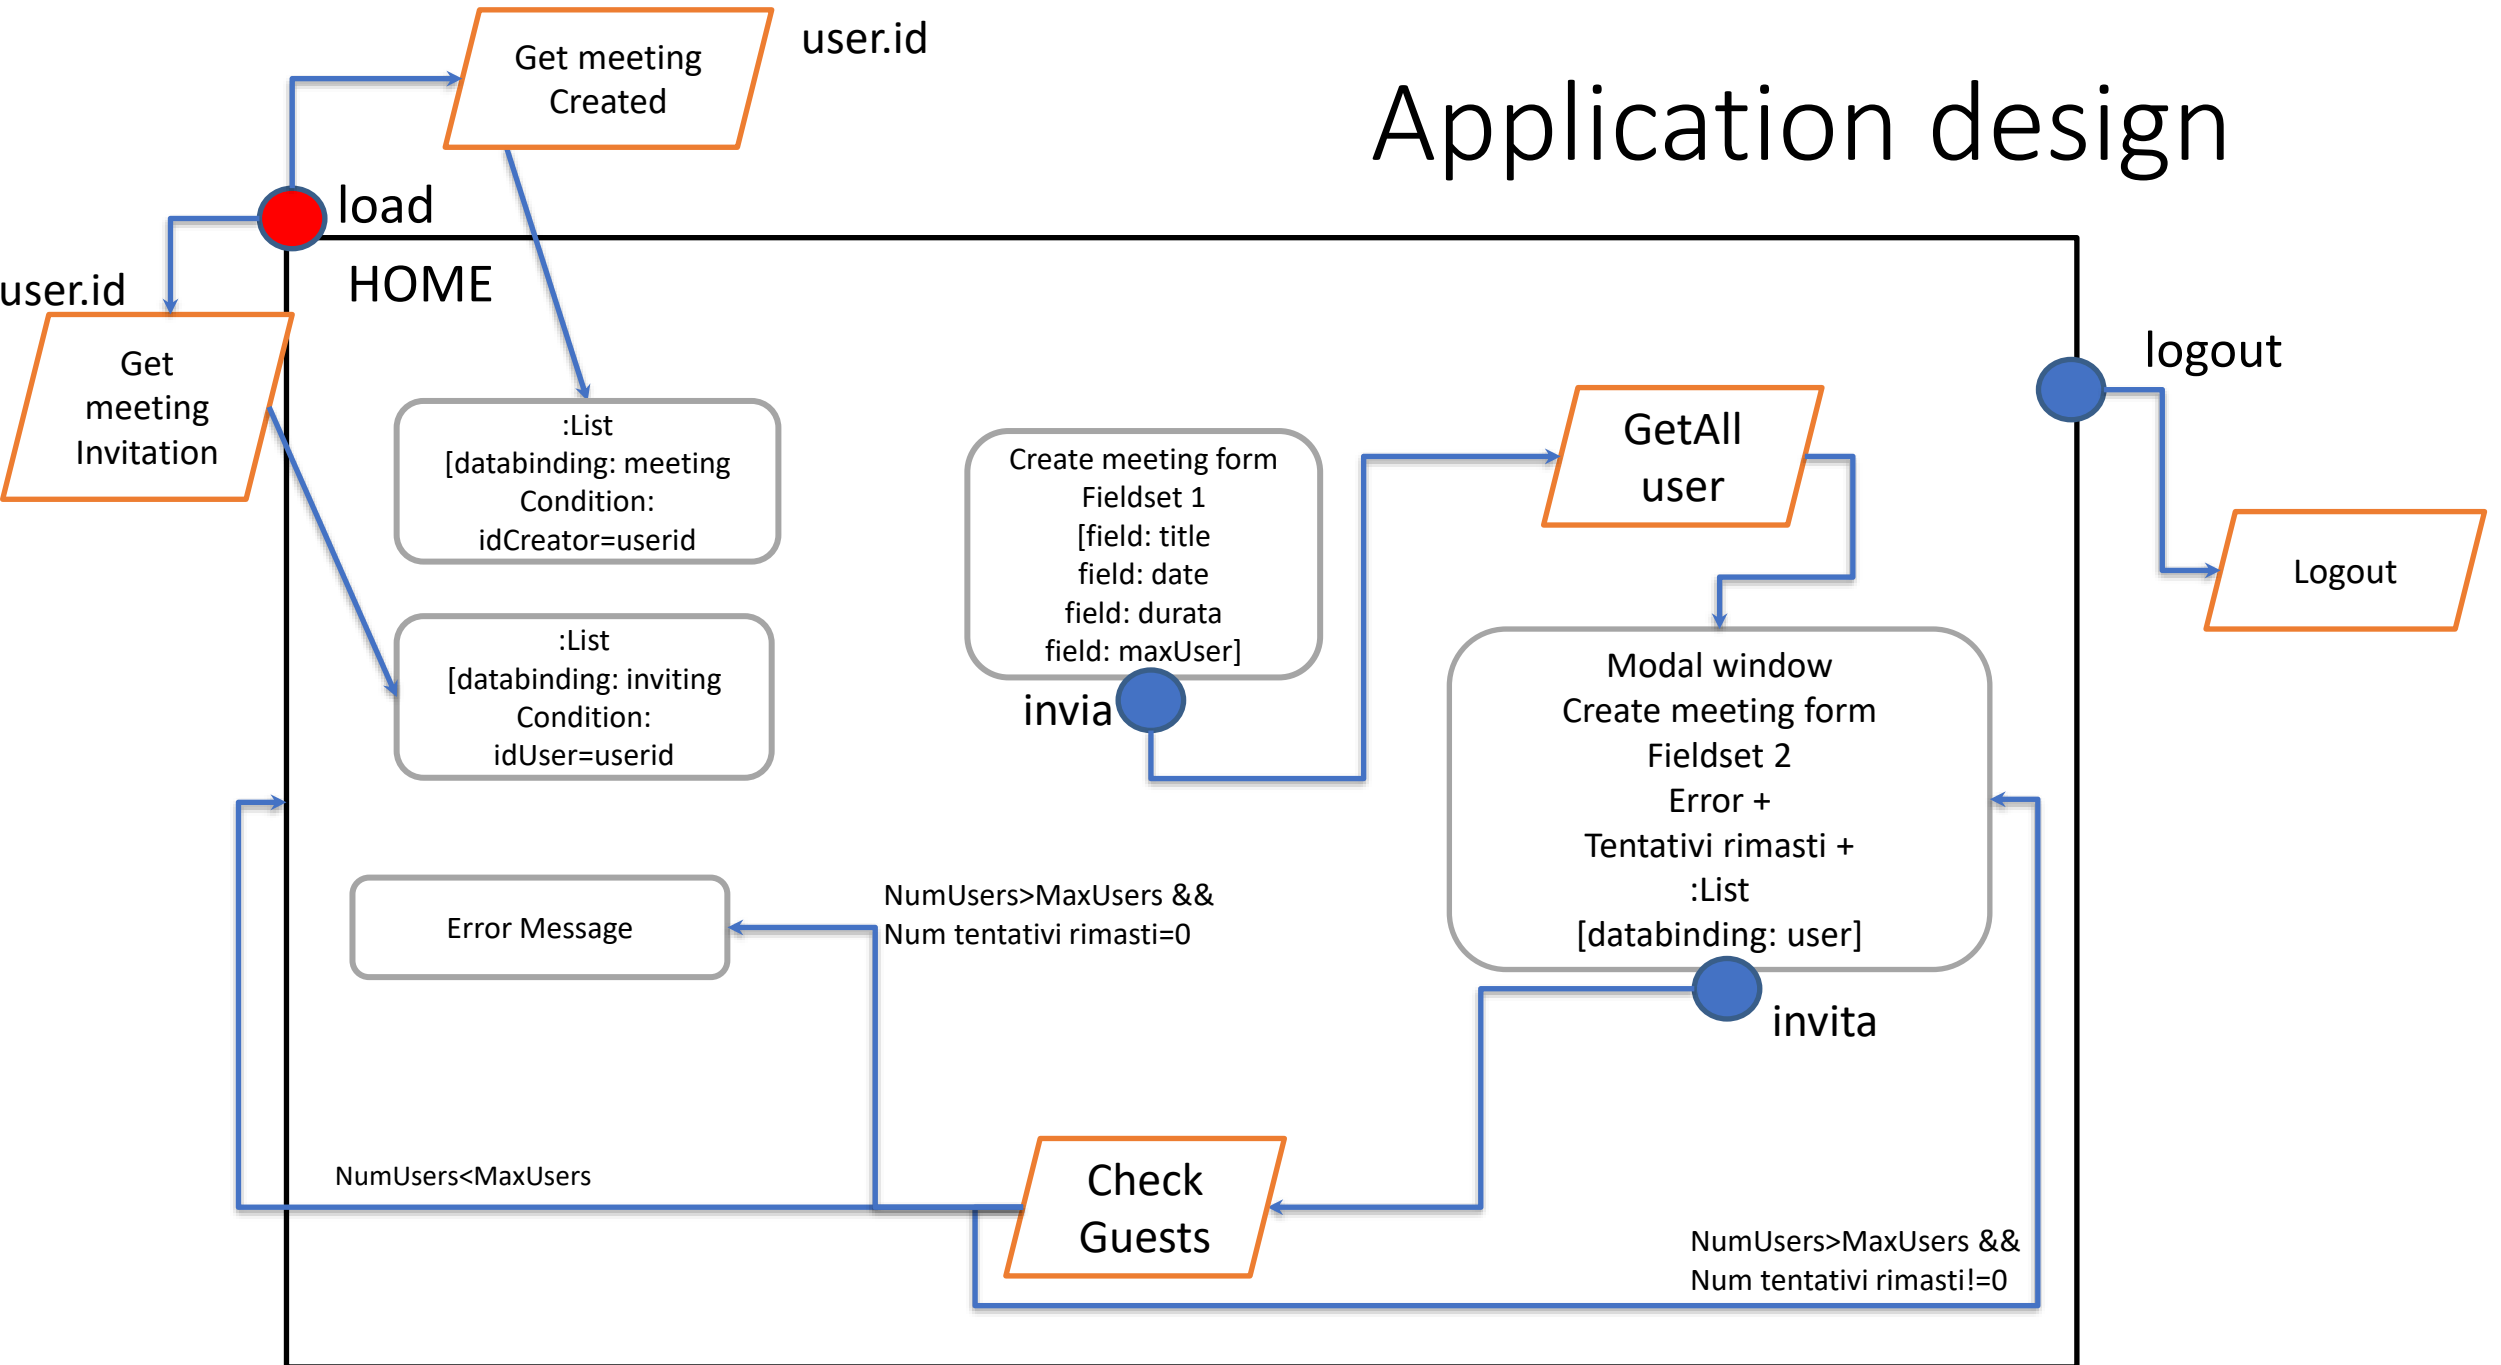 Get meeting
Created
user.id
Application design
load
HOME
user.id
Get
meeting
Invitation
:List
[databinding: meeting
Condition:
idCreator=userid
:List
[databinding: inviting
Condition:
idUser=userid
Create meeting form
Fieldset 1
[field: title
field: date
field: durata
field: maxUser]
invia
GetAll
user
logout
Logout
Modal window
Create meeting form
Fieldset 2
Error +
Tentativi rimasti +
:List
[databinding: user]
invita
Error Message
NumUsers>MaxUsers &&
Num tentativi rimasti=0
NumUsers<MaxUsers
Check
Guests
NumUsers>MaxUsers &&
Num tentativi rimasti!=0